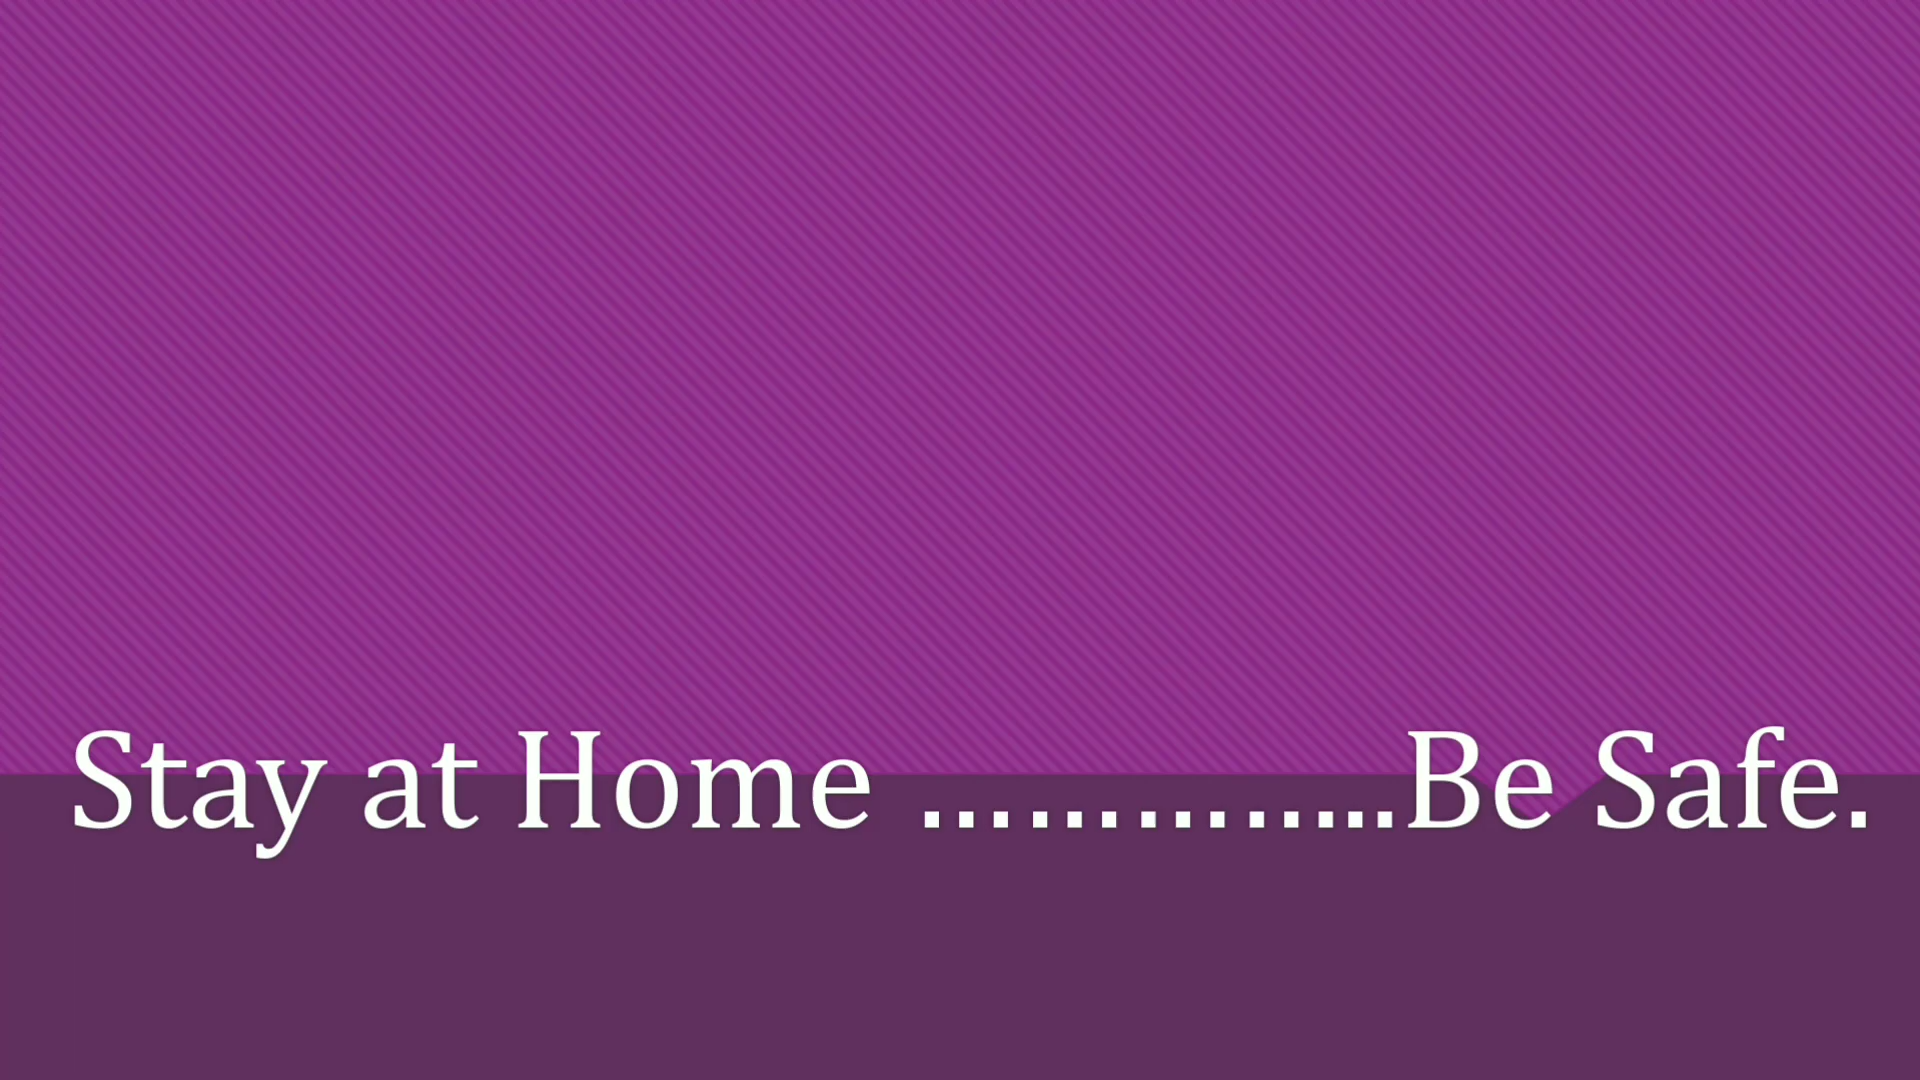 Stay at Home …………...Be Safe.